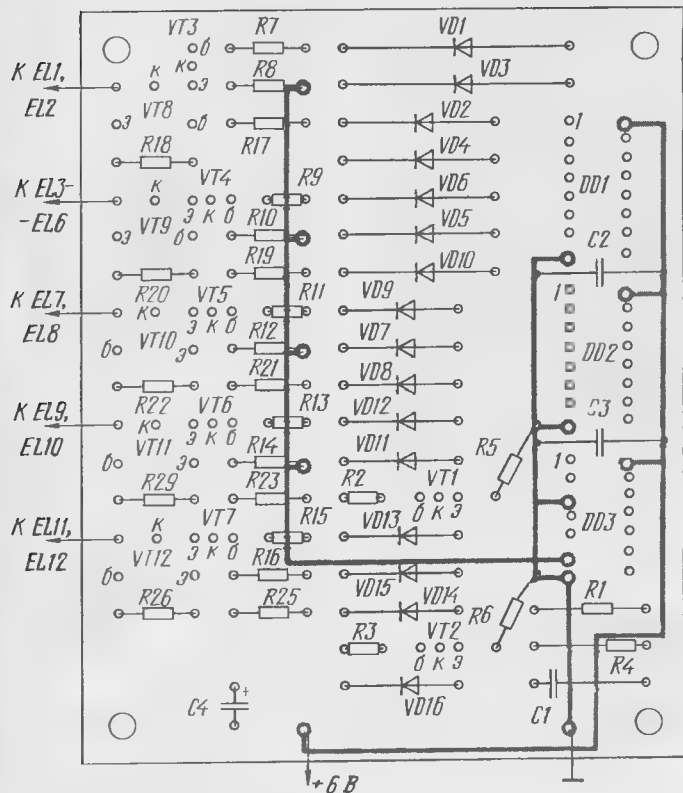 VT3 б R7 VD1
К EL1, EL2
к к э R8 VD3
э VT8 б R17 VD2 1
R18 VD4
К EL3-
-EL6
к VT4 R9 VD6 DD1
э VT9 б э к б R10 VD5 C2
R19 VD10
R20 VT5 R11 VD9 1
К EL7, EL8
к э к б R12 VD7
б VT10 э R21 VD8 DD2
R22 VT6 R13 VD12 C3
К EL9, EL10
к э к б R14 VD11 R5
б VT11 э R23 R2 VT1 1
R29 б к э
К EL11, EL12
к VT7 R15 VD13 DD3
э к б R16
б VT12 э VD15 VD14
R26 R25 R6 R1
R3 VT2
б к э R4
C4 + VD16 C1
+6 В